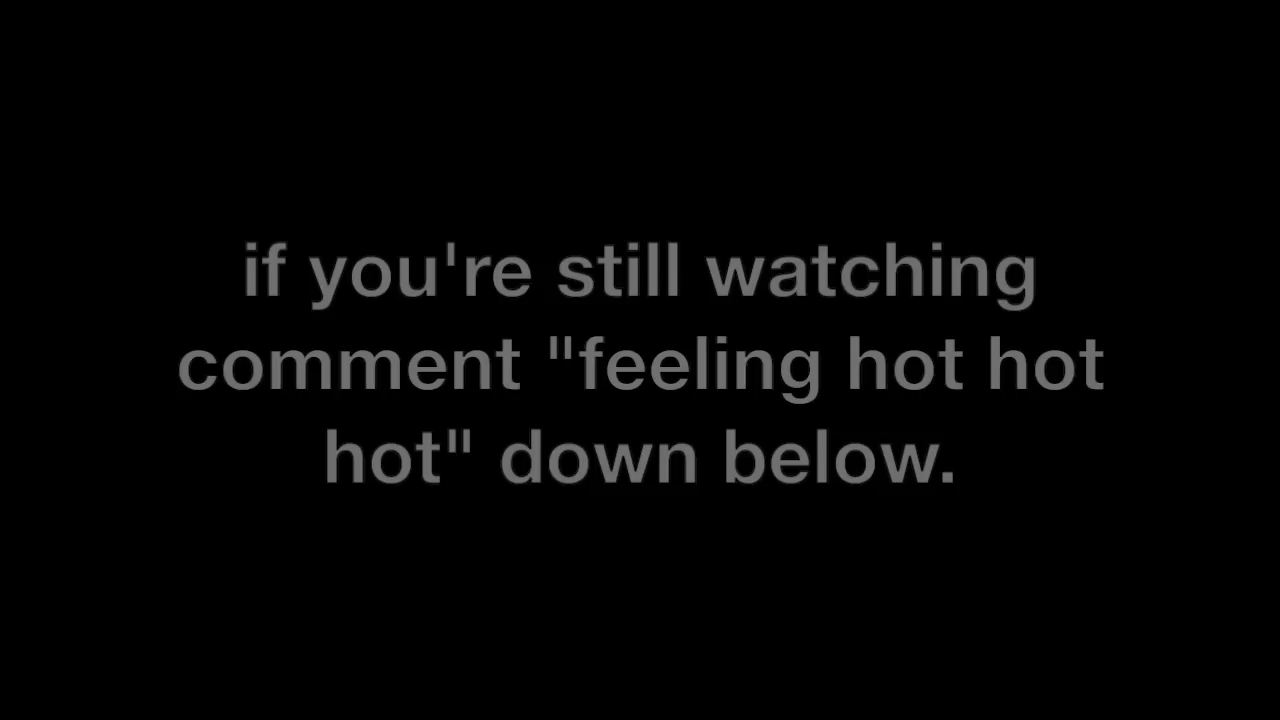 if you're still watching
comment "feeling hot hot
hot" down below.